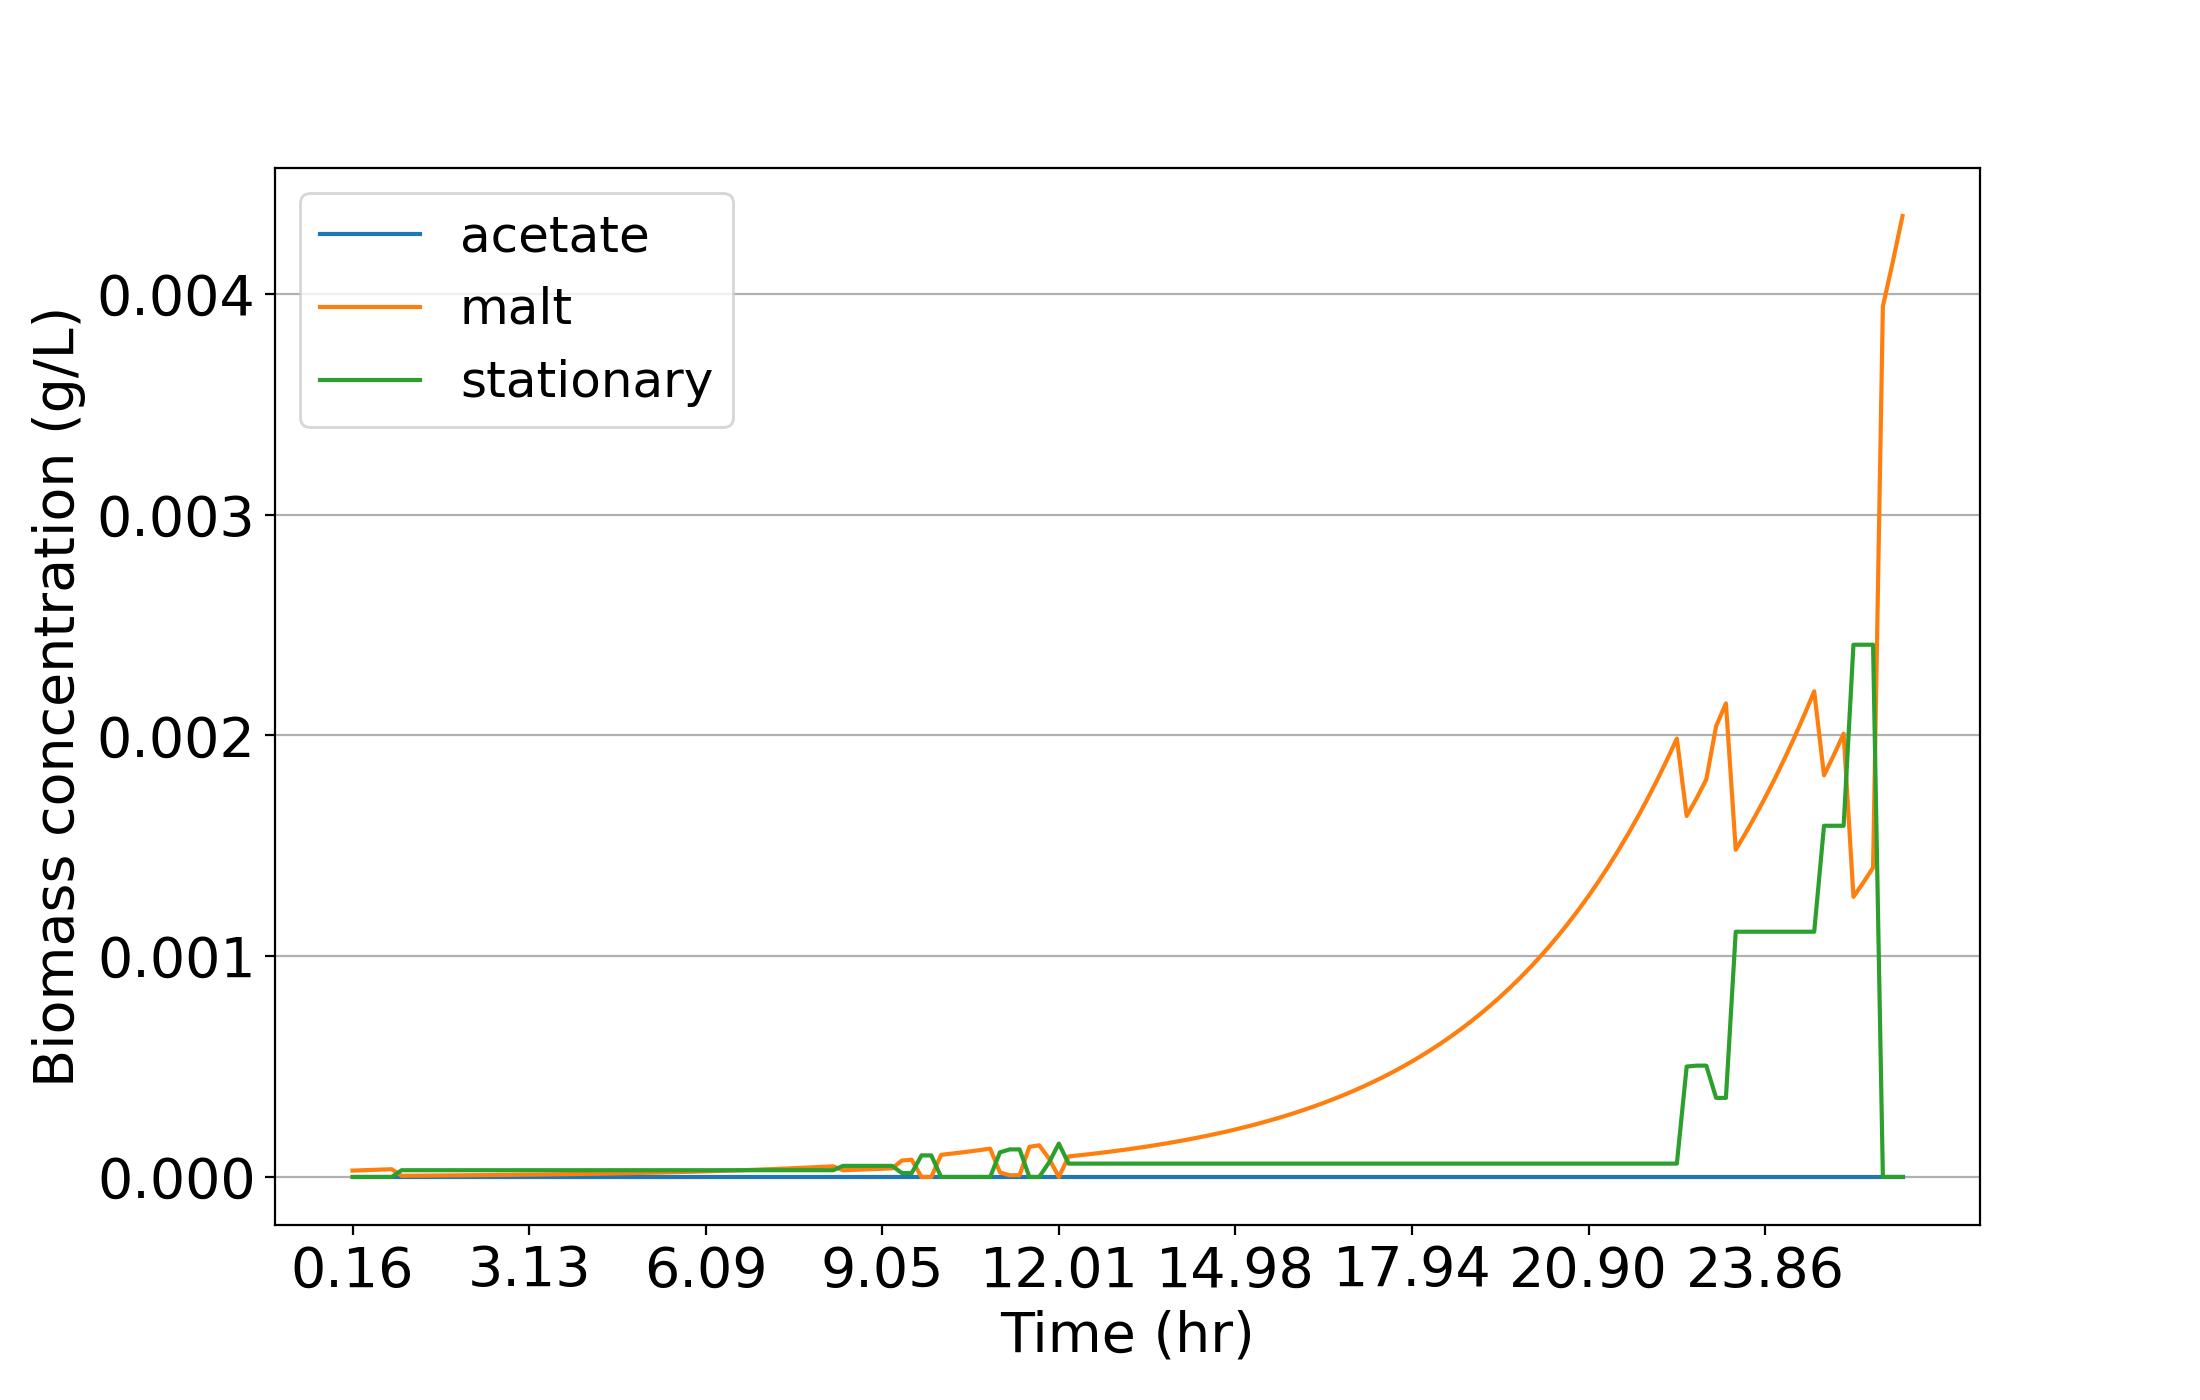 acetate
malt
stationary
Biomass concentration (g/L)
0.004
0.003
0.002
0.001
0.000
0.16 3.13 6.09 9.05 12.01 14.98 17.94 20.90 23.86
Time (hr)